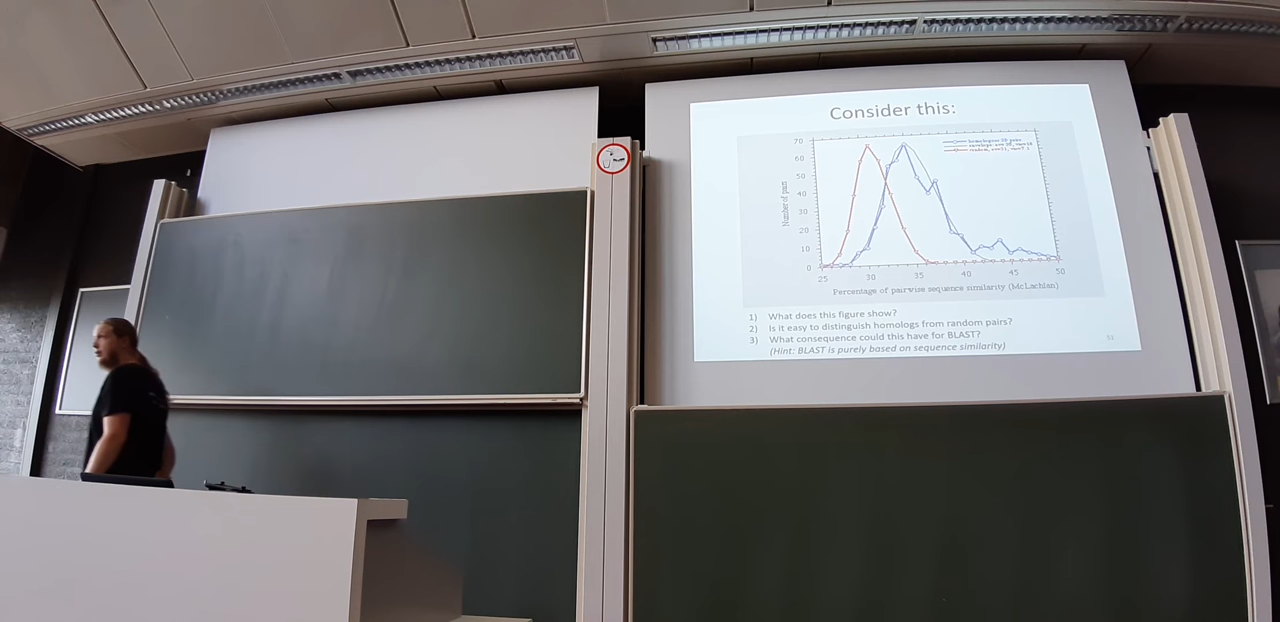 Consider this:
70
60
50
40
30
20
10
0
Number of pairs
25 30 35 40 45 50
Percentage of pairwise sequence similarity (McLachlan)
1) What does this figure show?
2) Is it easy to distinguish homologs from random pairs?
3) What consequence could this have for BLAST?
(Hint: BLAST is purely based on sequence similarity)